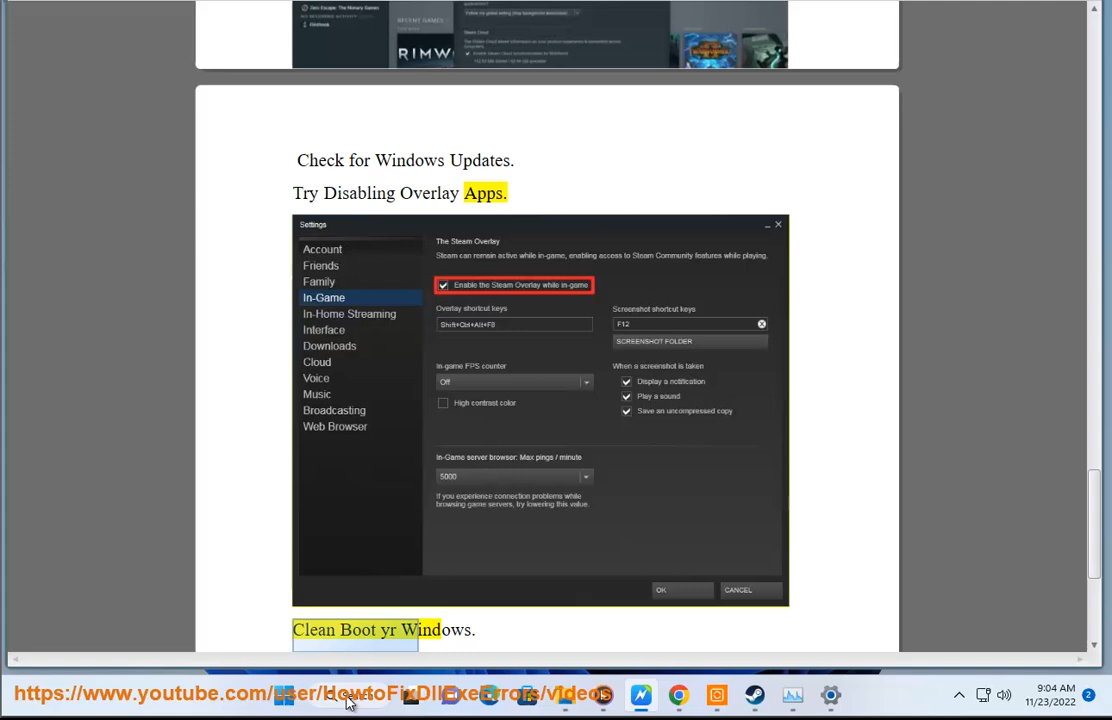 RECENT GAMES
RIMW
Check for Windows Updates.
Try Disabling Overlay Apps.
Settings
Account
Friends
Family
In-Game
In-Home Streaming
Interface
Downloads
Cloud
Voice
Music
Broadcasting
Web Browser
The Steam Overlay
Steam can remain active while in-game, enabling access to Steam Community features while playing.
Enable the Steam Overlay while in-game
Overlay shortcut keys
Shift+Ctrl+Alt+F8
Screenshot shortcut keys
F12
SCREENSHOT FOLDER
In-game FPS counter
Off
High contrast color
When a screenshot is taken
Display a notification
Play a sound
Save an uncompressed copy
In-Game server browser: Max pings / minute
5000
If you experience connection problems while
browsing game servers, try lowering this value.
OK
CANCEL
Clean Boot yr Windows.
https://www.youtube.com/user/howtoFixDllExeErrors/videos
9:04 AM
11/23/2022
2